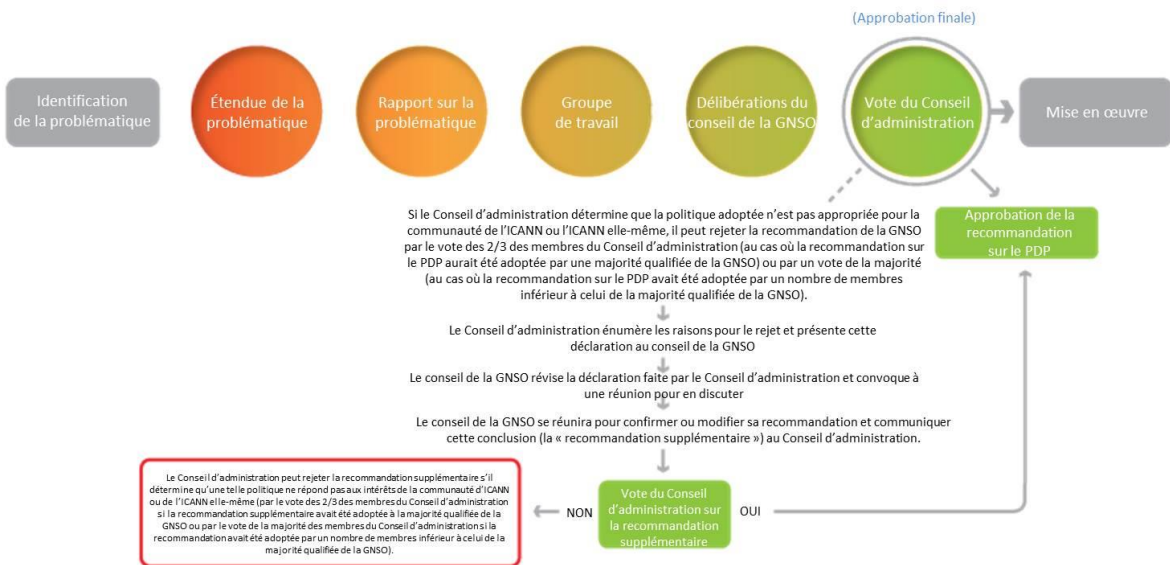 (Approbation finale)
Identification
de la problématique
Étendue de la
problématique
Rapport sur la
problématique
Groupe
de travail
Délibérations du
conseil de la GNSO
Vote du Conseil
d’administration
Mise en œuvre
Si le Conseil d’administration détermine que la politique adoptée n’est pas appropriée pour la
communauté de l’ICANN ou l’ICANN elle-même, il peut rejeter la recommandation de la GNSO
par le vote des 2/3 des membres du Conseil d’administration (au cas où la recommandation sur
le PDP aurait été adoptée par une majorité qualifiée de la GNSO) ou par un vote de la majorité
(au cas où la recommandation sur le PDP avait été adoptée par un nombre de membres
inférieur à celui de la majorité qualifiée de la GNSO).
Approbation de la
recommandation
sur le PDP
Le Conseil d’administration énumère les raisons pour le rejet et présente cette
déclaration au conseil de la GNSO
Le conseil de la GNSO révise la déclaration faite par le Conseil d’administration et convoque à
une réunion pour en discuter
Le conseil de la GNSO se réunira pour confirmer ou modifier sa recommandation et communiquer
cette conclusion (la « recommandation supplémentaire ») au Conseil d’administration.
Le Conseil d’administration peut rejeter la recommandation supplémentaire s’il
détermine qu’une telle politique ne répond pas aux intérêts de la communauté d’ICANN
ou de l’ICANN elle-même (par le vote des 2/3 des membres du Conseil d’administration
si la recommandation supplémentaire avait été adoptée à la majorité qualifiée de la
GNSO ou par le vote de la majorité des membres du Conseil d’administration si la
recommandation avait été adoptée par un nombre de membres inférieur à celui de la
majorité qualifiée de la GNSO).
NON
Vote du Conseil
d’administration sur
la recommandation
supplémentaire
OUI